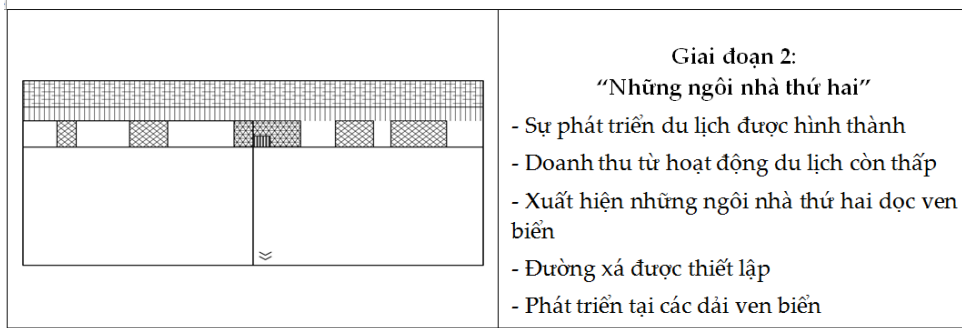 Giai đoạn 2:
“Những ngôi nhà thứ hai”
- Sự phát triển du lịch được hình thành
- Doanh thu từ hoạt động du lịch còn thấp
- Xuất hiện những ngôi nhà thứ hai dọc ven
biển
- Đường xá được thiết lập
- Phát triển tại các dải ven biển